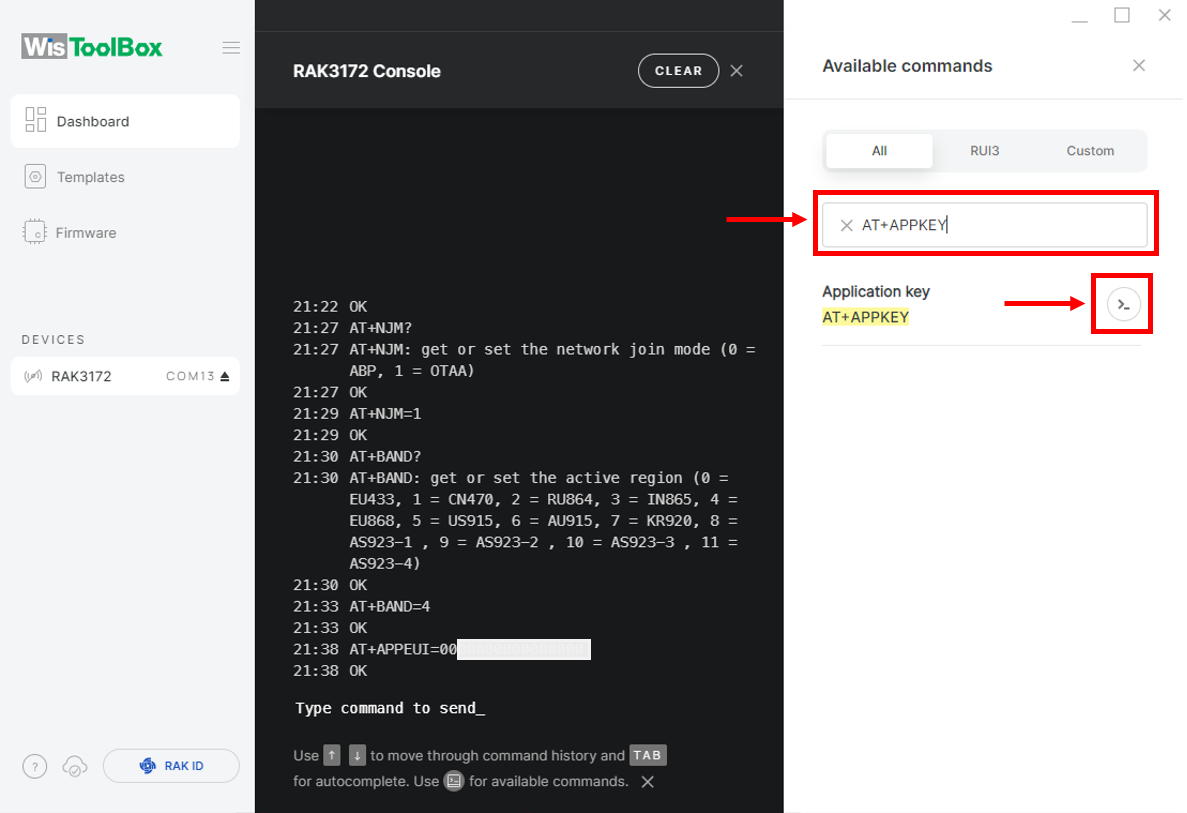 WisToolBox
Dashboard
Templates
Firmware
DEVICES
RAK3172 COM13
?
RAK ID
RAK3172 Console
CLEAR
21:22 OK
21:27 AT+NJM?
21:27 AT+NJM: get or set the network join mode (0 =
ABP, 1 = OTAA)
21:27 OK
21:29 AT+NJM=1
21:29 OK
21:30 AT+BAND?
21:30 AT+BAND: get or set the active region (0 =
EU433, 1 = CN470, 2 = RU864, 3 = IN865, 4 =
EU868, 5 = US915, 6 = AU915, 7 = KR920, 8 =
AS923-1 , 9 = AS923-2 , 10 = AS923-3 , 11 =
AS923-4)
21:30 OK
21:33 AT+BAND=4
21:33 OK
21:38 AT+APPEUI=00
21:38 OK
Type command to send_
Use ↑ ↓ to move through command history and TAB
for autocomplete. Use for available commands.
Available commands
All RUI3 Custom
AT+APPKEY
Application key
AT+APPKEY